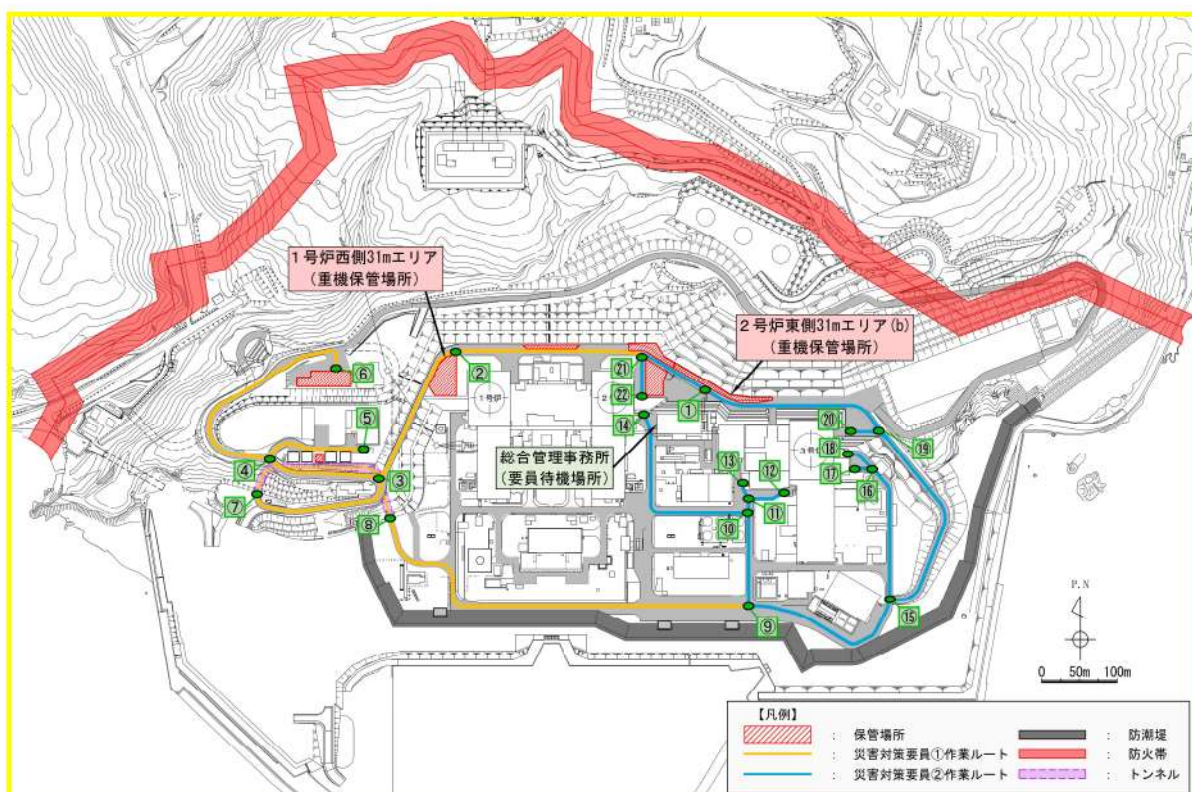 1号炉西側31mエリア
(重機保管場所)
2号炉東側31mエリア(b)
(重機保管場所)
⑥
②
1号炉
㉑
㉒
2
①
⑭
総合管理事務所
(要員待機場所)
⑤
④
③
⑦
⑧
⑳
⑲
⑱
3号
⑰
⑯
⑬
⑫
⑪
⑩
⑨
⑮
P.N
0 50m 100m
【凡例】
: 保管場所
: 災害対策要員①作業ルート
: 災害対策要員②作業ルート
: 防潮堤
: 防火帯
: トンネル